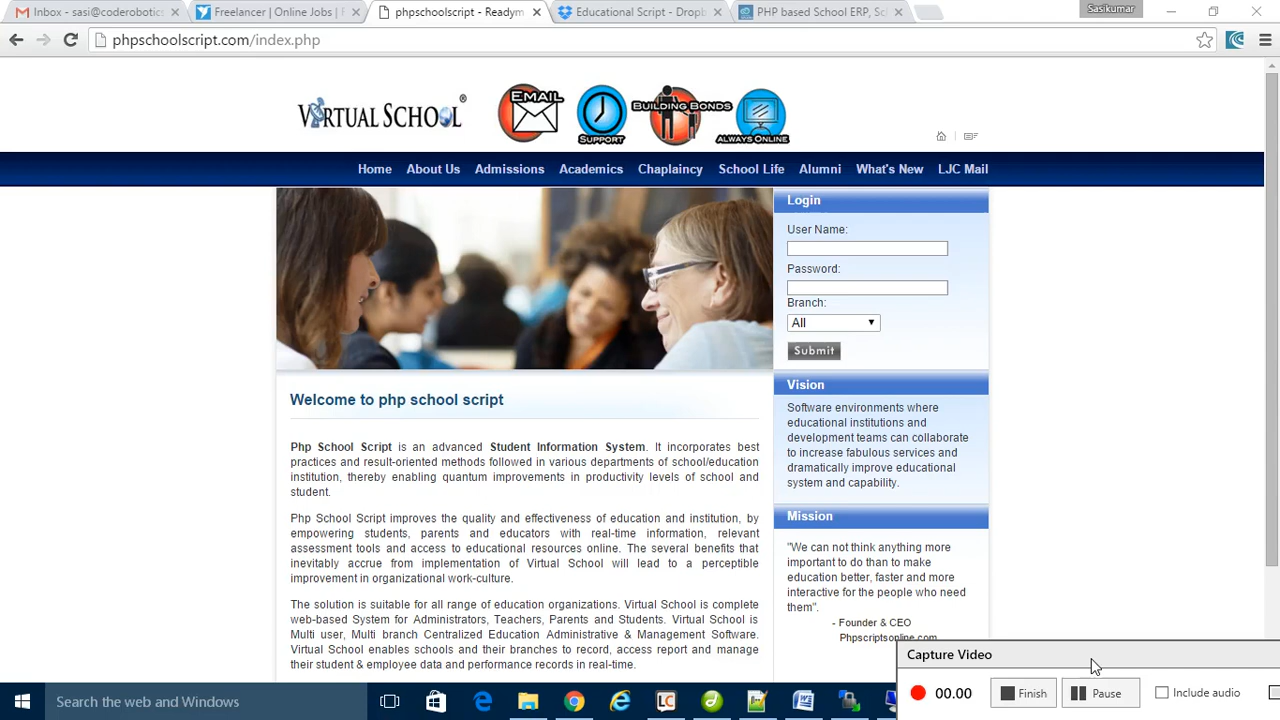 Inbox - sasi@coderobotics
Freelancer | Online Jobs |
phpschoolscript - Readym
Educational Script - Dropb
PHP based School ERP, Sc
Sasikumar
phpschoolscript.com/index.php
VIRTUAL SCHOOL®
EMAIL
SUPPORT
BUILDING BONDS
ALWAYS ONLINE
Home About Us Admissions Academics Chaplaincy School Life Alumni What's New LJC Mail
Login
User Name:
Password:
Branch:
All
Submit
Welcome to php school script
Php School Script is an advanced Student Information System. It incorporates best
practices and result-oriented methods followed in various departments of school/education
institution, thereby enabling quantum improvements in productivity levels of school and
student.
Php School Script improves the quality and effectiveness of education and institution, by
empowering students, parents and educators with real-time information, relevant
assessment tools and access to educational resources online. The several benefits that
inevitably accrue from implementation of Virtual School will lead to a perceptible
improvement in organizational work-culture.
The solution is suitable for all range of education organizations. Virtual School is complete
web-based System for Administrators, Teachers, Parents and Students. Virtual School is
Multi user, Multi branch Centralized Education Administrative & Management Software.
Virtual School enables schools and their branches to record, access report and manage
their student & employee data and performance records in real-time.
Vision
Software environments where
educational institutions and
development teams can collaborate
to increase fabulous services and
dramatically improve educational
system and capability.
Mission
"We can not think anything more
important to do than to make
education better, faster and more
interactive for the people who need
them".
- Founder & CEO
Phpscriptsonline.com
Capture Video
00.00
Finish
Pause
Include audio
Search the web and Windows